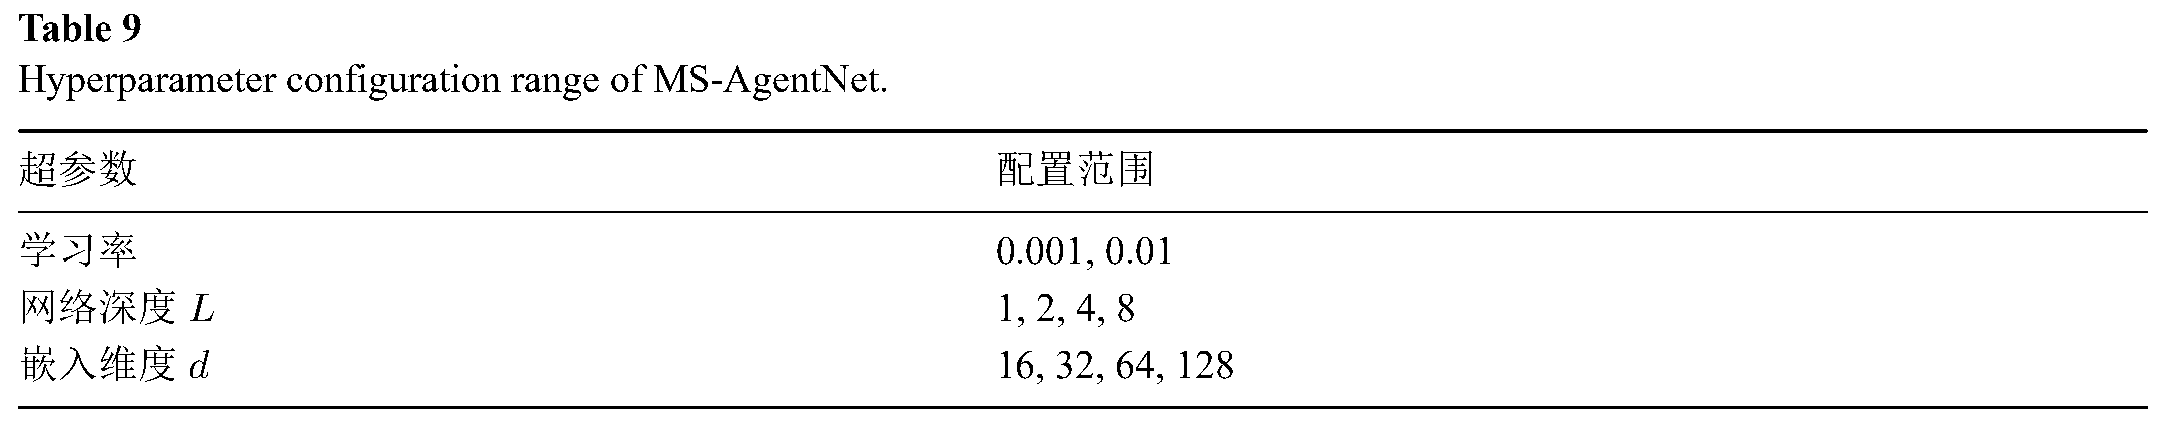 Table 9
Hyperparameter configuration range of MS-AgentNet.
超参数 配置范围
学习率 0.001, 0.01
网络深度 L 1, 2, 4, 8
嵌入维度 d 16, 32, 64, 128